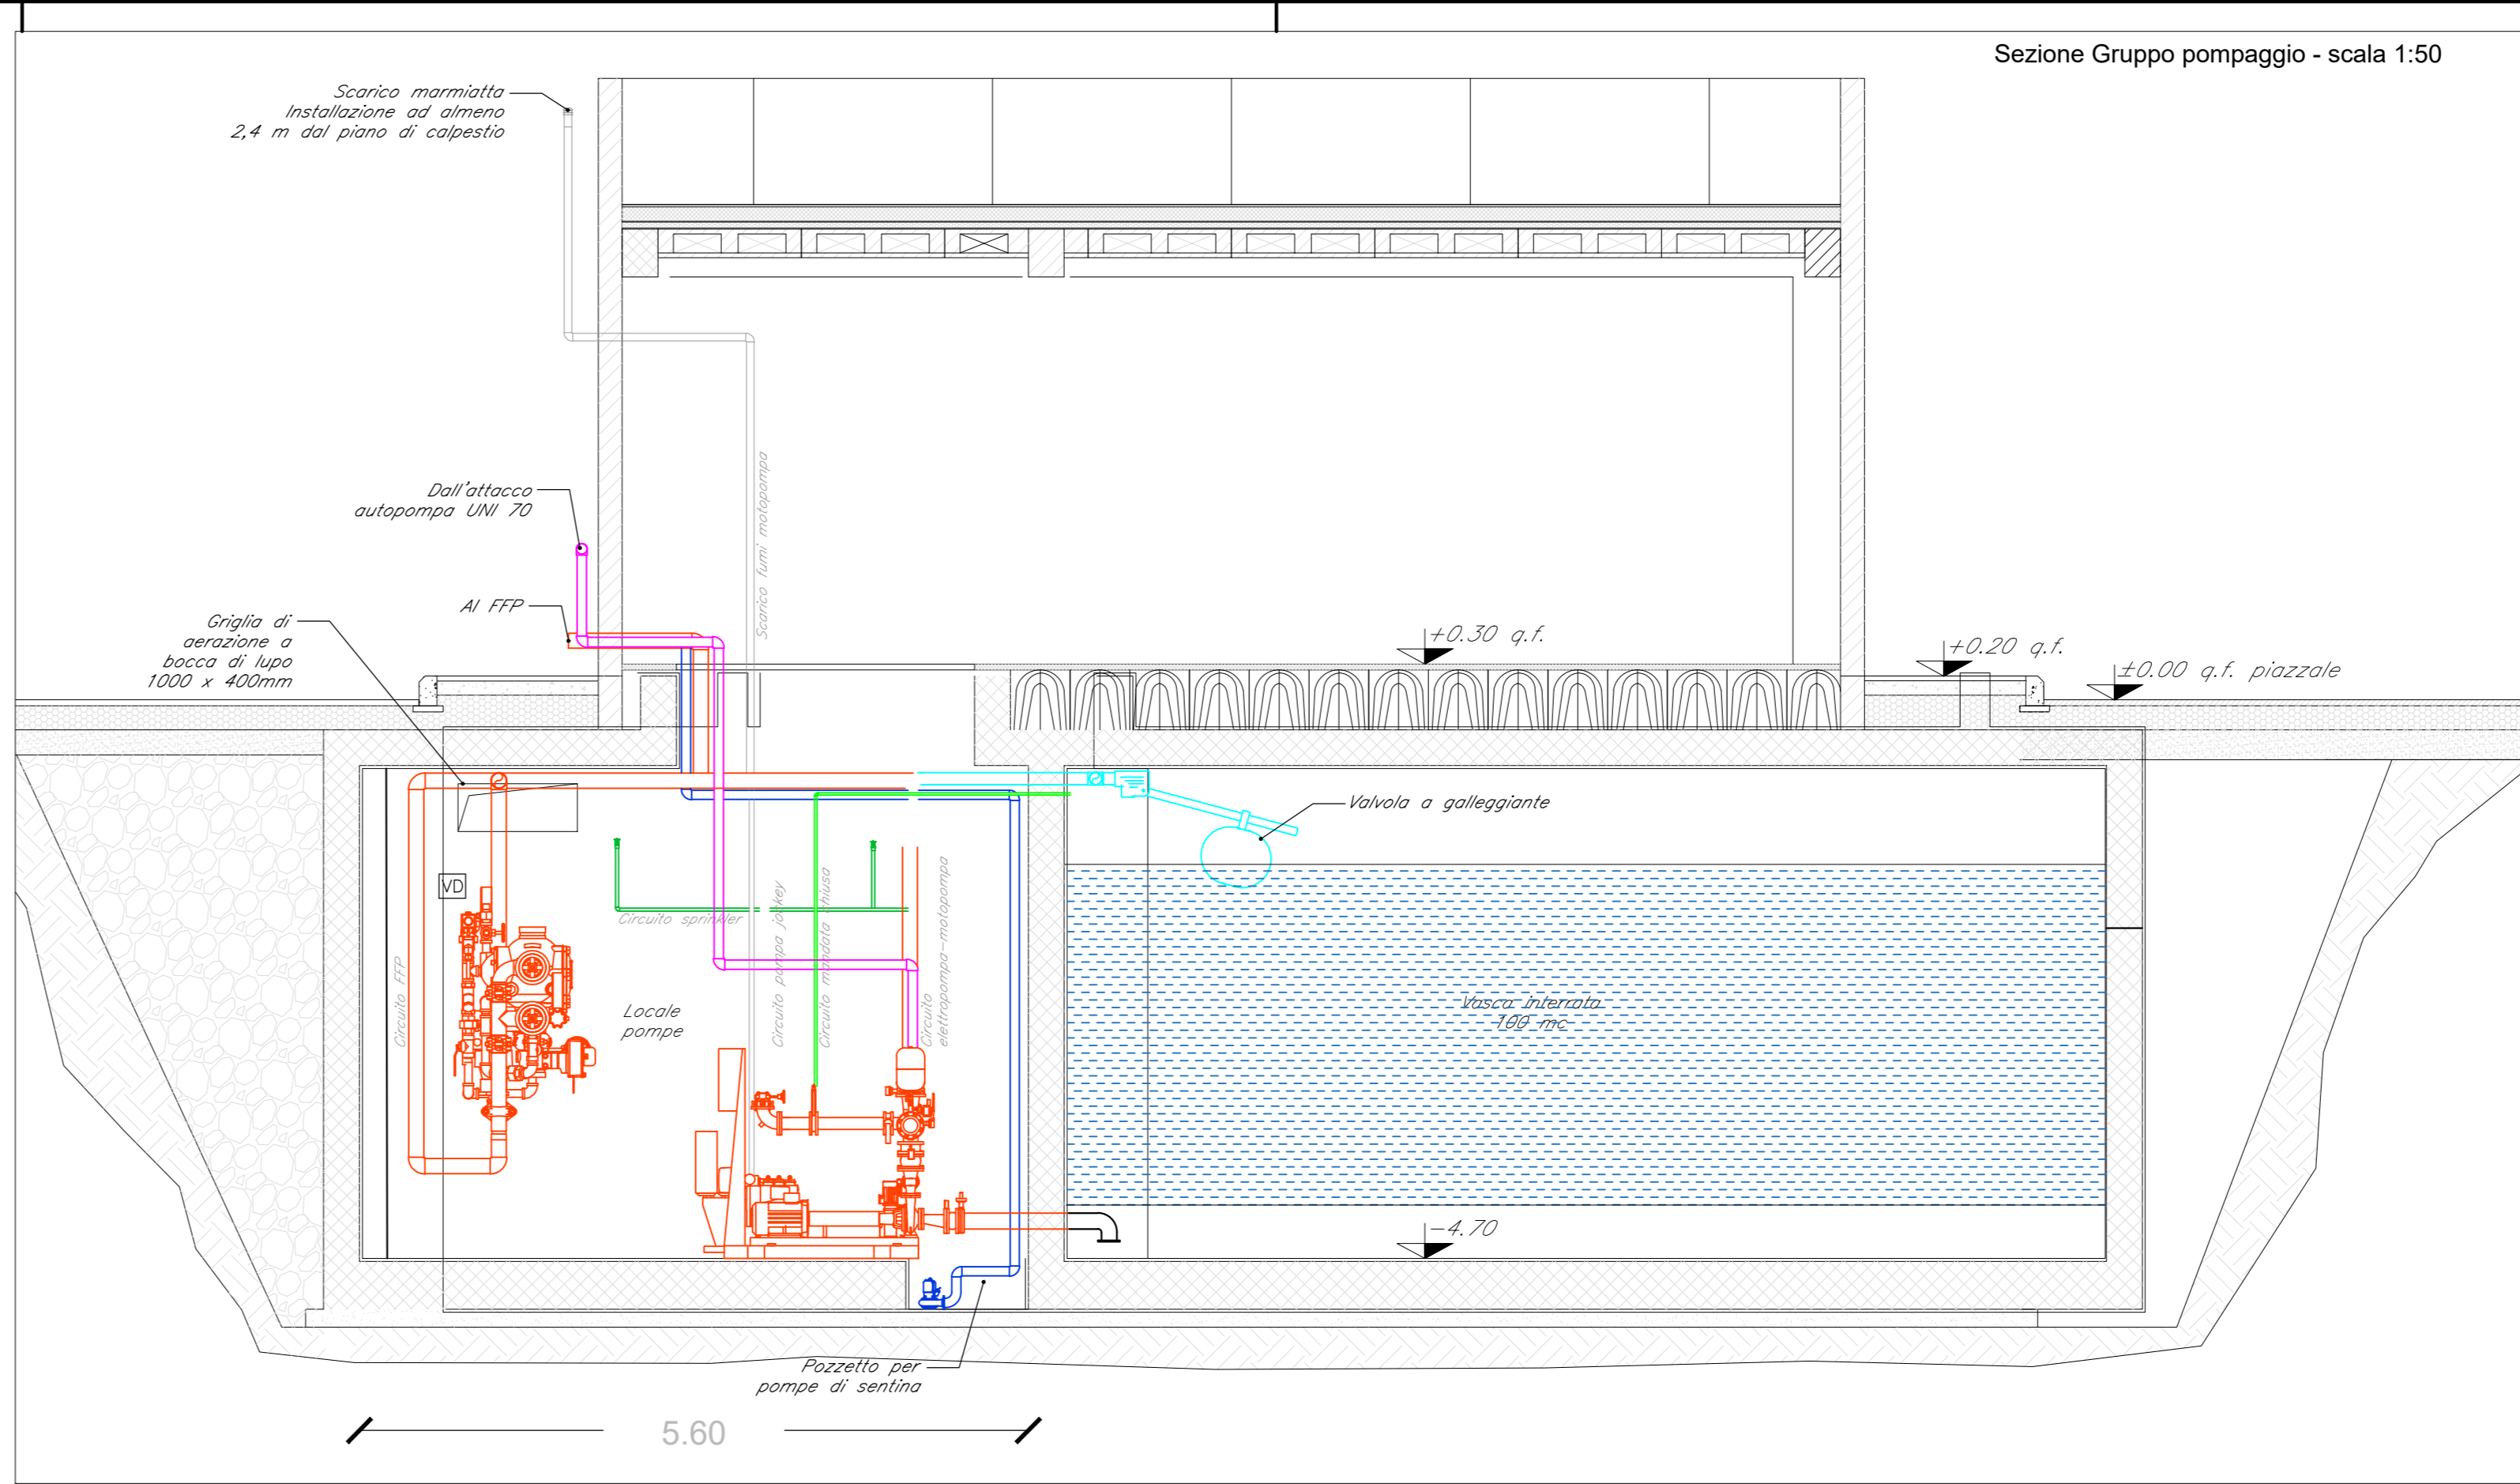 Sezione Gruppo pompaggio - scala 1:50
Scarico marmiatta
Installazione ad almeno
2,4 m dal piano di calpestio
Dall'attacco
autopompa UNI 70
Scarico fumi motopompa
Al FFP
Griglia di
aerazione a
bocca di lupo
1000 x 400mm
+0.30 q.f.
+0.20 q.f.
±0.00 q.f. piazzale
Valvola a galleggiante
VD
Circuito sprinkler
Circuito FFP
Locale
pompe
Circuito pompa jockey
Circuito mandata chiusa
Circuito
elettropompa-motopompa
Vasca interrata
100 mc
-4.70
Pozzetto per
pompe di sentina
5.60